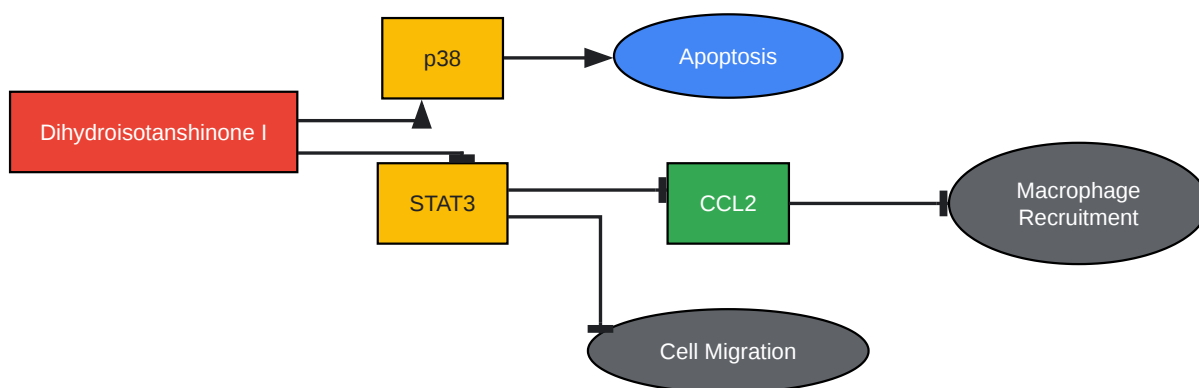 p38
Apoptosis
Dihydroisotanshinone I
STAT3
CCL2
Macrophage
Recruitment
Cell Migration